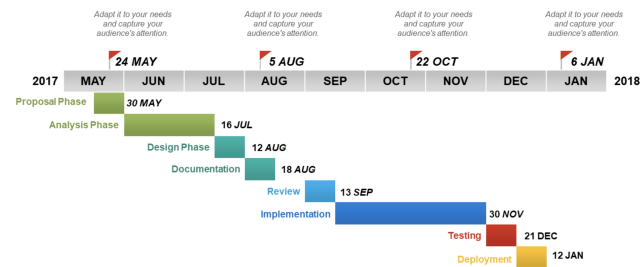 Adapt it to your needs
and capture your
audience's attention.
Adapt it to your needs
and capture your
audience's attention.
Adapt it to your needs
and capture your
audience's attention.
Adapt it to your needs
and capture your
audience's attention.
24 MAY
5 AUG
22 OCT
6 JAN
2017 MAY JUN JUL AUG SEP OCT NOV DEC JAN 2018
Proposal Phase 30 MAY
Analysis Phase 16 JUL
Design Phase 12 AUG
Documentation 18 AUG
Review 13 SEP
Implementation 30 NOV
Testing 21 DEC
Deployment 12 JAN